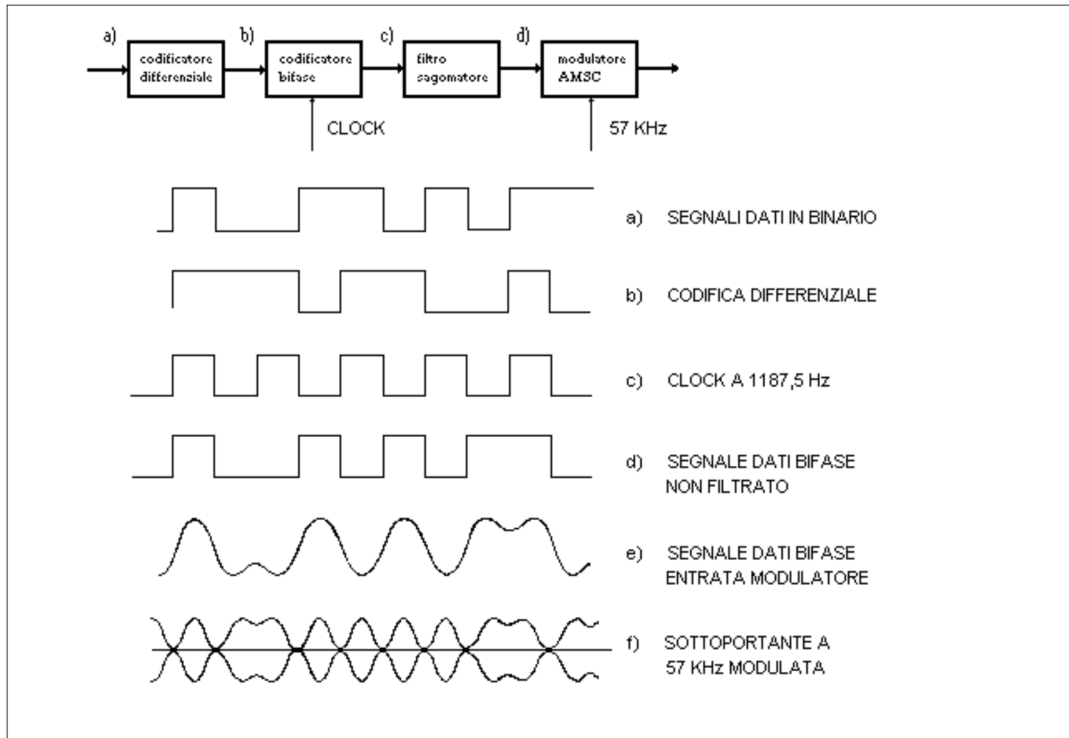 a) b) c) d)
codificatore
differenziale
codificatore
bifase
filtro
sagomatore
modulatore
AMSC
CLOCK
57 KHz
a) SEGNALI DATI IN BINARIO
b) CODIFICA DIFFERENZIALE
c) CLOCK A 1187,5 Hz
d) SEGNALE DATI BIFASE
NON FILTRATO
e) SEGNALE DATI BIFASE
ENTRATA MODULATORE
f) SOTTOPORTANTE A
57 KHz MODULATA